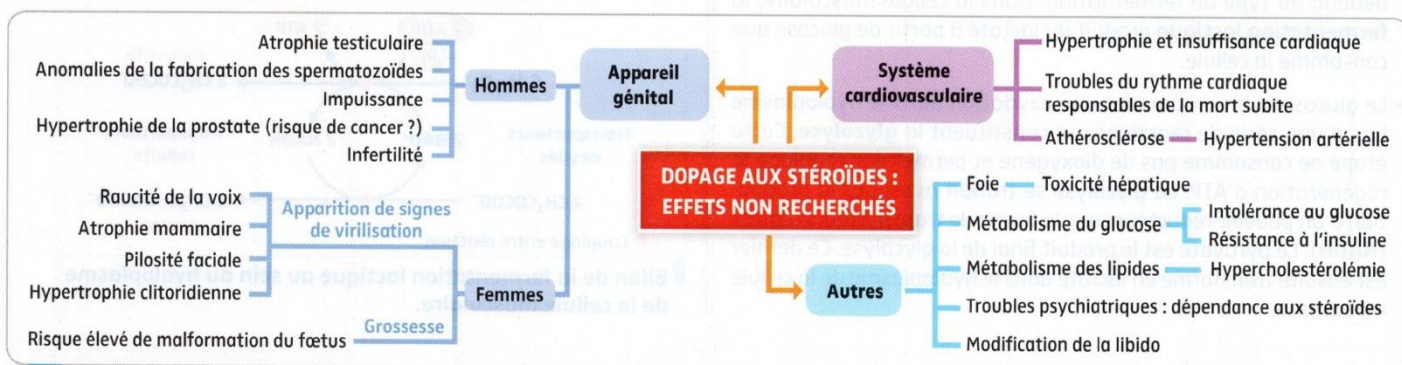 Atrophie testiculaire
Anomalies de la fabrication des spermatozoïdes
Impuissance
Hypertrophie de la prostate (risque de cancer ?)
Infertilité
Hommes
Appareil
génital
Raucité de la voix
Atrophie mammaire
Pilosité faciale
Hypertrophie clitoridienne
Apparition de signes
de virilisation
Femmes
Grossesse
Risque élevé de malformation du fœtus
DOPAGE AUX STÉROÏDES :
EFFETS NON RECHERCHÉS
Système
cardiovasculaire
Hypertrophie et insuffisance cardiaque
Troubles du rythme cardiaque
responsables de la mort subite
Athérosclérose
Hypertension artérielle
Autres
Foie
Toxicité hépatique
Métabolisme du glucose
Intolérance au glucose
Résistance à l'insuline
Métabolisme des lipides
Hypercholestérolémie
Troubles psychiatriques : dépendance aux stéroïdes
Modification de la libido